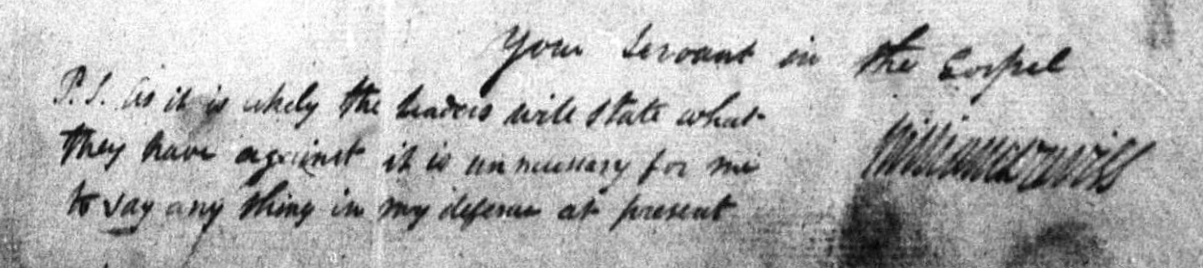 Your Servant in the Gospel
P.S. as it is likely the leaders will state what
they have against it is unnecessary for me
to say any thing in my defence at present
William Davies